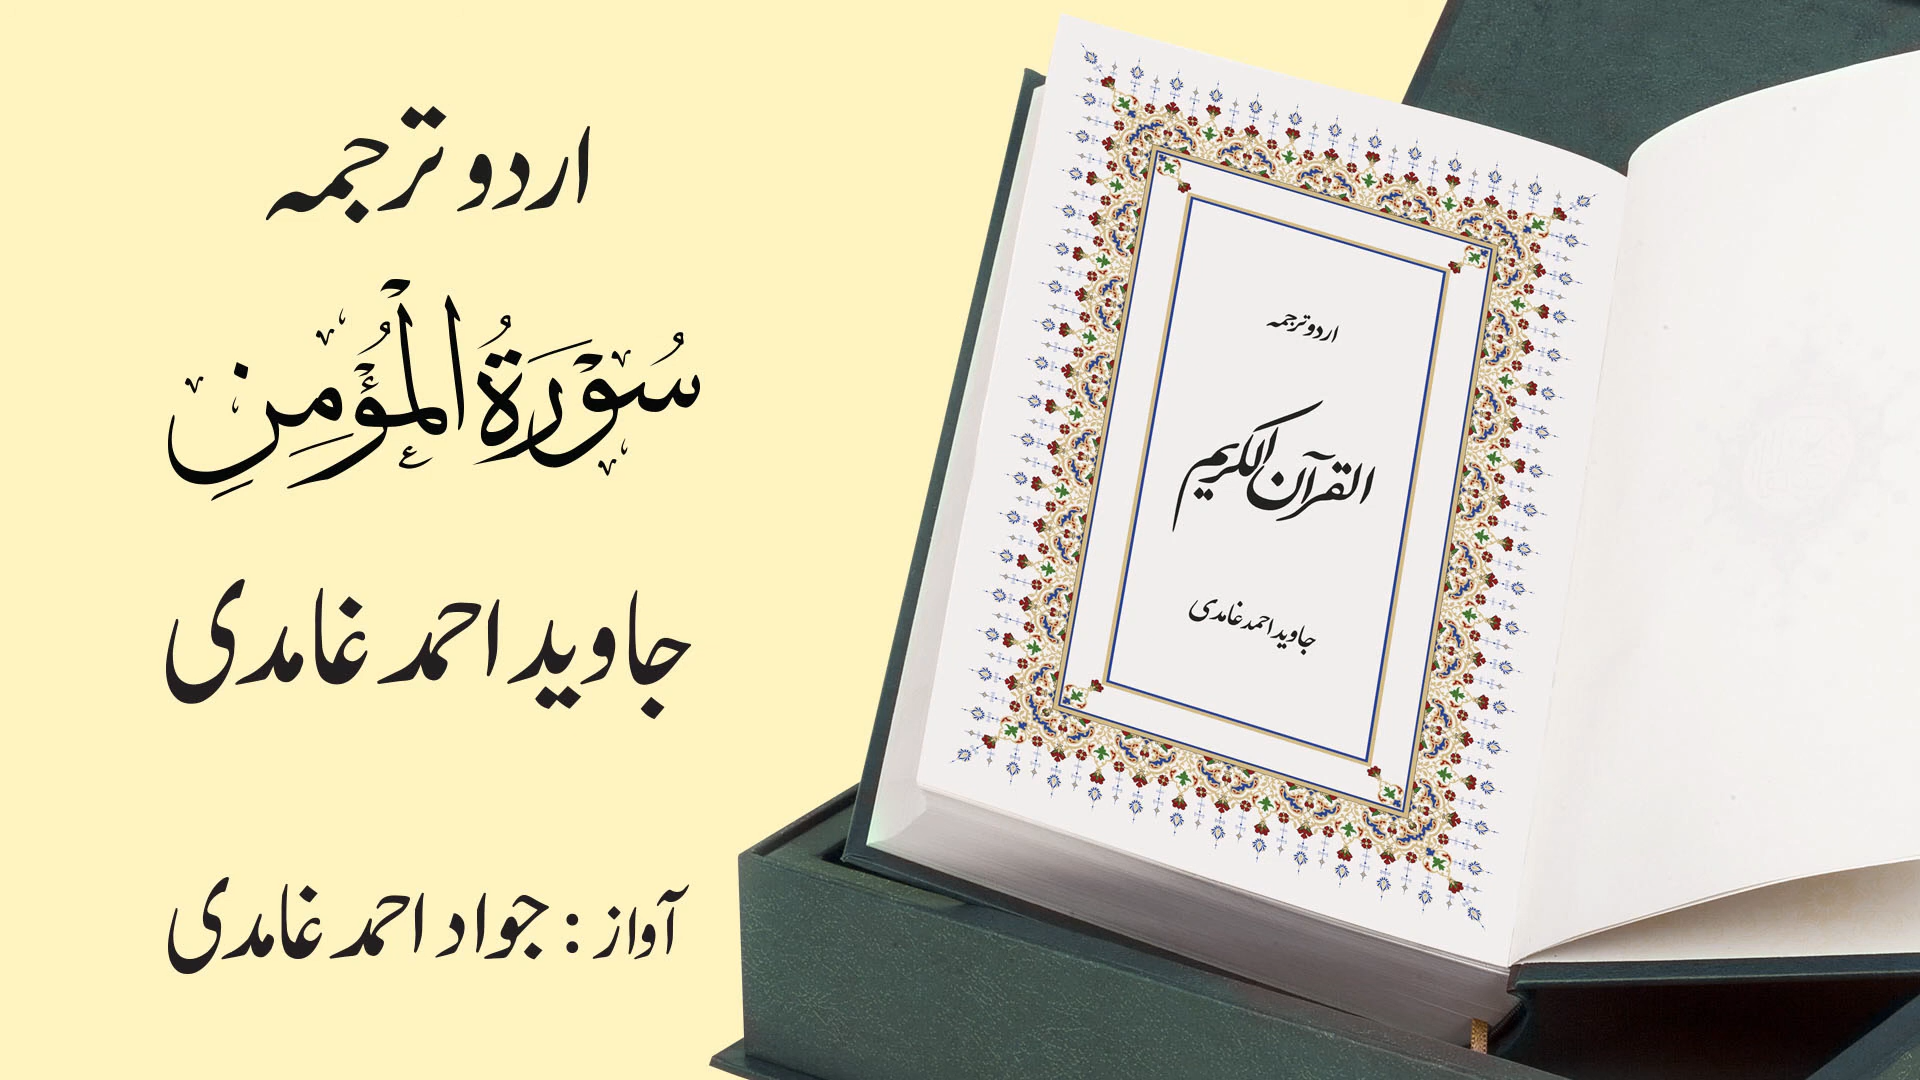 اردو ترجمہ
سُوْرَةُ الْمُؤْمِنِ
جاوید احمد غامدی
آواز : جواد احمد غامدی
اردو ترجمہ
القرآن الکریم
جاوید احمد غامدی